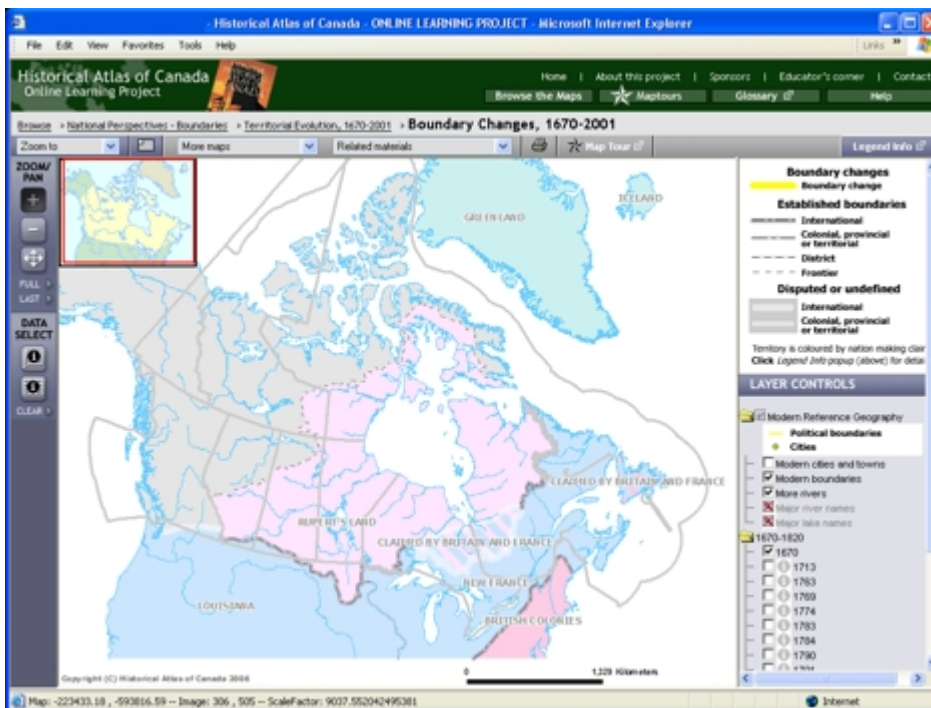 - Historical Atlas of Canada - ONLINE LEARNING PROJECT - Microsoft Internet Explorer
File Edit View Favorites Tools Help
Links »
Historical Atlas of Canada
Online Learning Project
Home | About this project | Sponsors | Educator's corner | Contact
Browse the Maps Maptours Glossary Help
Browse > National Perspectives - Boundaries > Territorial Evolution, 1670-2001 > Boundary Changes, 1670-2001
Zoom to More maps Related materials Map Tour Legend Info
ZOOM/
PAN
FULL
LAST
DATA
SELECT
CLEAR
GREENLAND
ICELAND
CLAIMED BY BRITAIN AND FRANCE
RUPERT'S LAND
CLAIMED BY BRITAIN AND FRANCE
NEW FRANCE
LOUISIANA
BRITISH COLONIES
Copyright (C) Historical Atlas of Canada 2006
0 1,229 Kilometers
Boundary changes
Boundary change
Established boundaries
International
Colonial, provincial
or territorial
District
Frontier
Disputed or undefined
International
Colonial, provincial
or territorial
Territory is coloured by nation making clair
Click Legend Info popup (above) for detai
LAYER CONTROLS
Modern Reference Geography
Political boundaries
Cities
Modern cities and towns
Modern boundaries
More rivers
Major river names
Major lake names
1670-1820
1670
1713
1763
1769
1774
1783
1784
1790
1791
Map: -223433.18 , -593816.59 -- Image: 306 , 505 -- ScaleFactor: 9037.552042495381
Internet